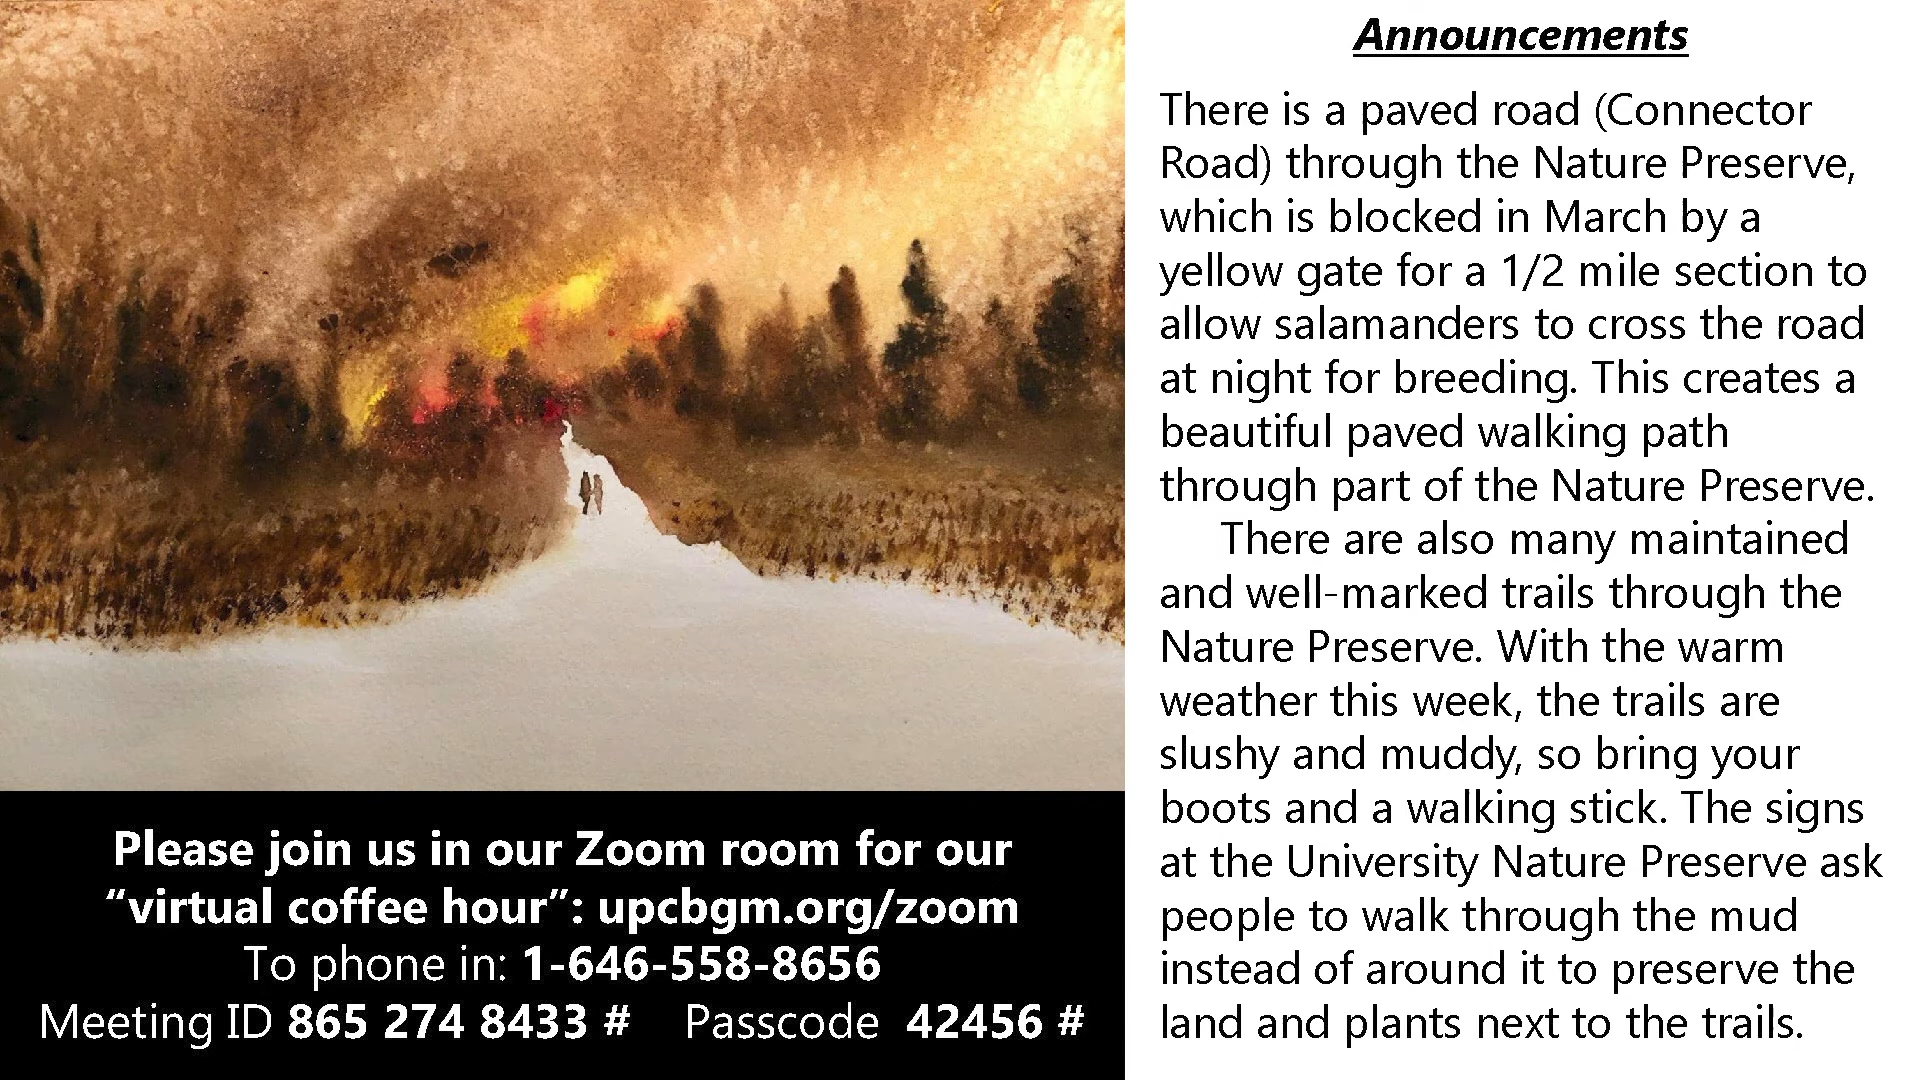 Announcements
There is a paved road (Connector
Road) through the Nature Preserve,
which is blocked in March by a
yellow gate for a 1/2 mile section to
allow salamanders to cross the road
at night for breeding. This creates a
beautiful paved walking path
through part of the Nature Preserve.
There are also many maintained
and well-marked trails through the
Nature Preserve. With the warm
weather this week, the trails are
slushy and muddy, so bring your
boots and a walking stick. The signs
at the University Nature Preserve ask
people to walk through the mud
instead of around it to preserve the
land and plants next to the trails.
Please join us in our Zoom room for our
“virtual coffee hour”: upcbgm.org/zoom
To phone in: 1-646-558-8656
Meeting ID 865 274 8433 # Passcode 42456 #